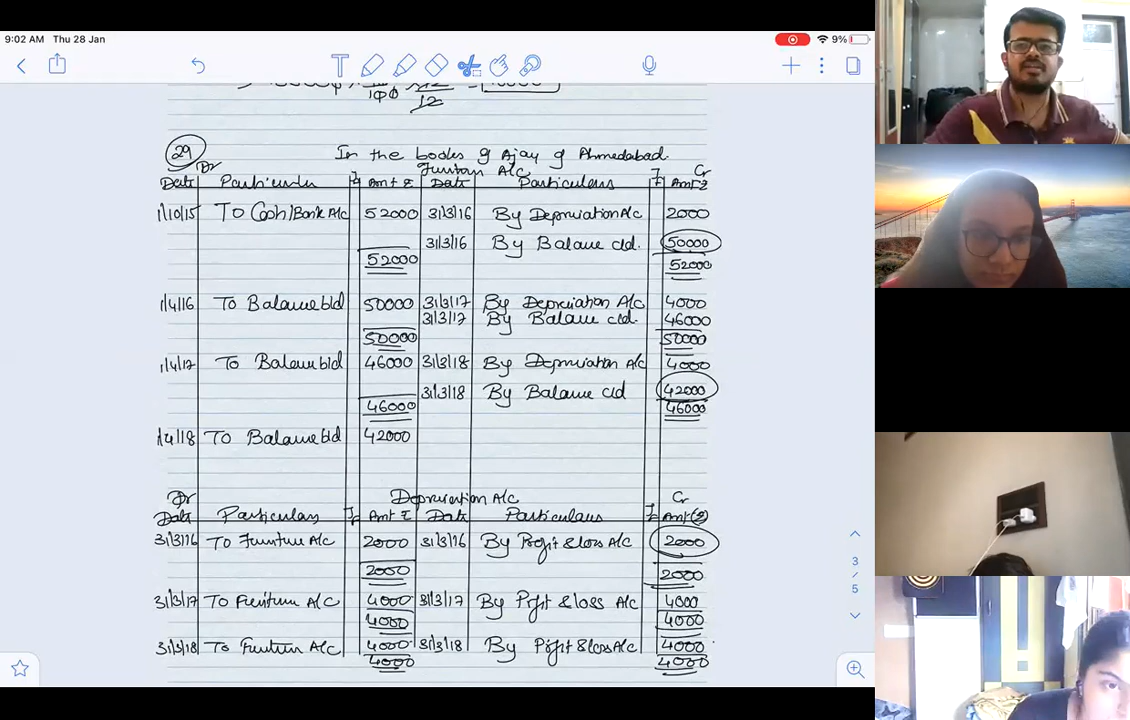 9:02 AM Thu 28 Jan 9%
100 12
29 In the books of Ajay of Ahmedabad.
Dr Furniture A/c Cr
Date Particulars Amt ₹ Date Particulars Amt ₹
1/10/15 To Cash/Bank A/c 52000 31/3/16 By Depreciation A/c 2000
31/3/16 By Balance c/d. 50000
52000 52000
1/4/16 To Balance b/d 50000 31/3/17 By Depreciation A/c 4000
31/3/17 By Balance c/d. 46000
50000 50000
1/4/17 To Balance b/d 46000 31/3/18 By Depreciation A/c 4000
31/3/18 By Balance c/d 42000
46000 46000
1/4/18 To Balance b/d 42000
Dr Depreciation A/c Cr
Date Particulars Amt ₹ Date Particulars Amt (₹)
31/3/16 To Furniture A/c 2000 31/3/16 By Profit & loss A/c 2000
2000 2000
31/3/17 To Furniture A/c 4000 31/3/17 By Profit & loss A/c 4000
4000 4000
31/3/18 To Furniture A/c 4000 31/3/18 By Profit & loss A/c 4000
4000 4000
3
/
5